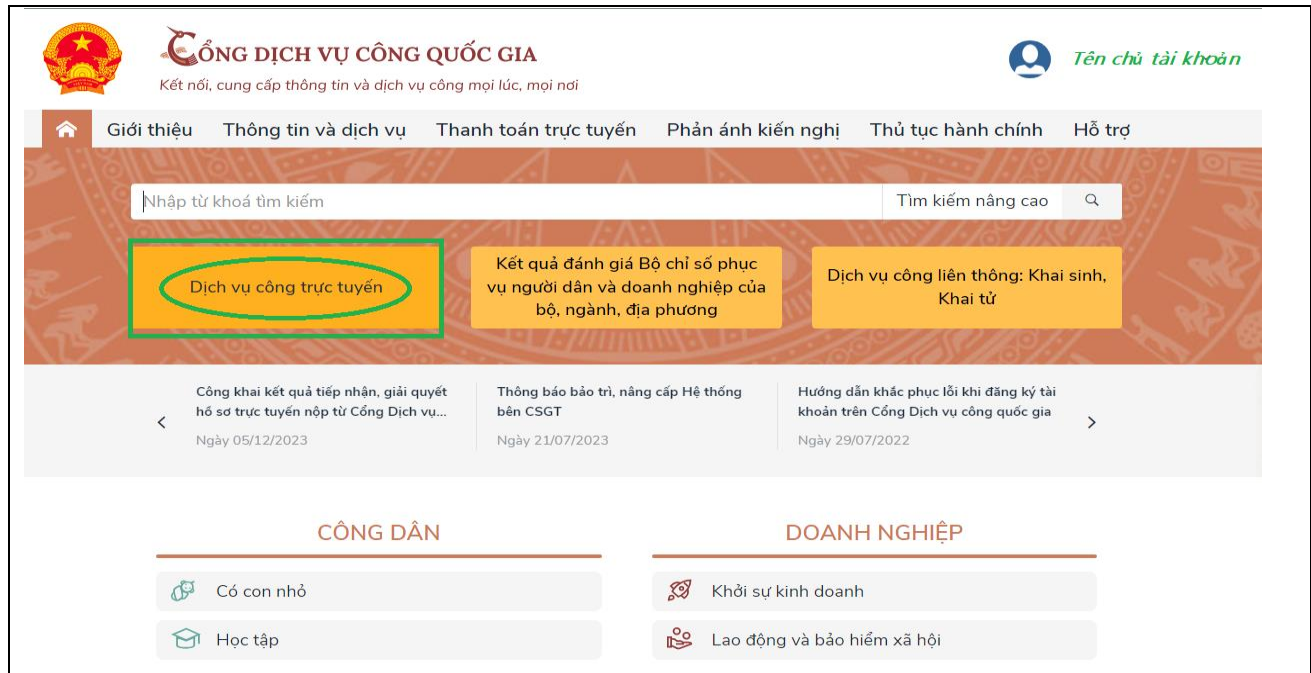 CỔNG DỊCH VỤ CÔNG QUỐC GIA
Kết nối, cung cấp thông tin và dịch vụ công mọi lúc, mọi nơi
Tên chủ tài khoản
Giới thiệu Thông tin và dịch vụ Thanh toán trực tuyến Phản ánh kiến nghị Thủ tục hành chính Hỗ trợ
Nhập từ khoá tìm kiếm Tìm kiếm nâng cao
Dịch vụ công trực tuyến
Kết quả đánh giá Bộ chỉ số phục
vụ người dân và doanh nghiệp của
bộ, ngành, địa phương
Dịch vụ công liên thông: Khai sinh,
Khai tử
Công khai kết quả tiếp nhận, giải quyết
hồ sơ trực tuyến nộp từ Cổng Dịch vụ...
Ngày 05/12/2023
Thông báo bảo trì, nâng cấp Hệ thống
bên CSGT
Ngày 21/07/2023
Hướng dẫn khắc phục lỗi khi đăng ký tài
khoản trên Cổng Dịch vụ công quốc gia
Ngày 29/07/2022
CÔNG DÂN
Có con nhỏ
Học tập
DOANH NGHIỆP
Khởi sự kinh doanh
Lao động và bảo hiểm xã hội